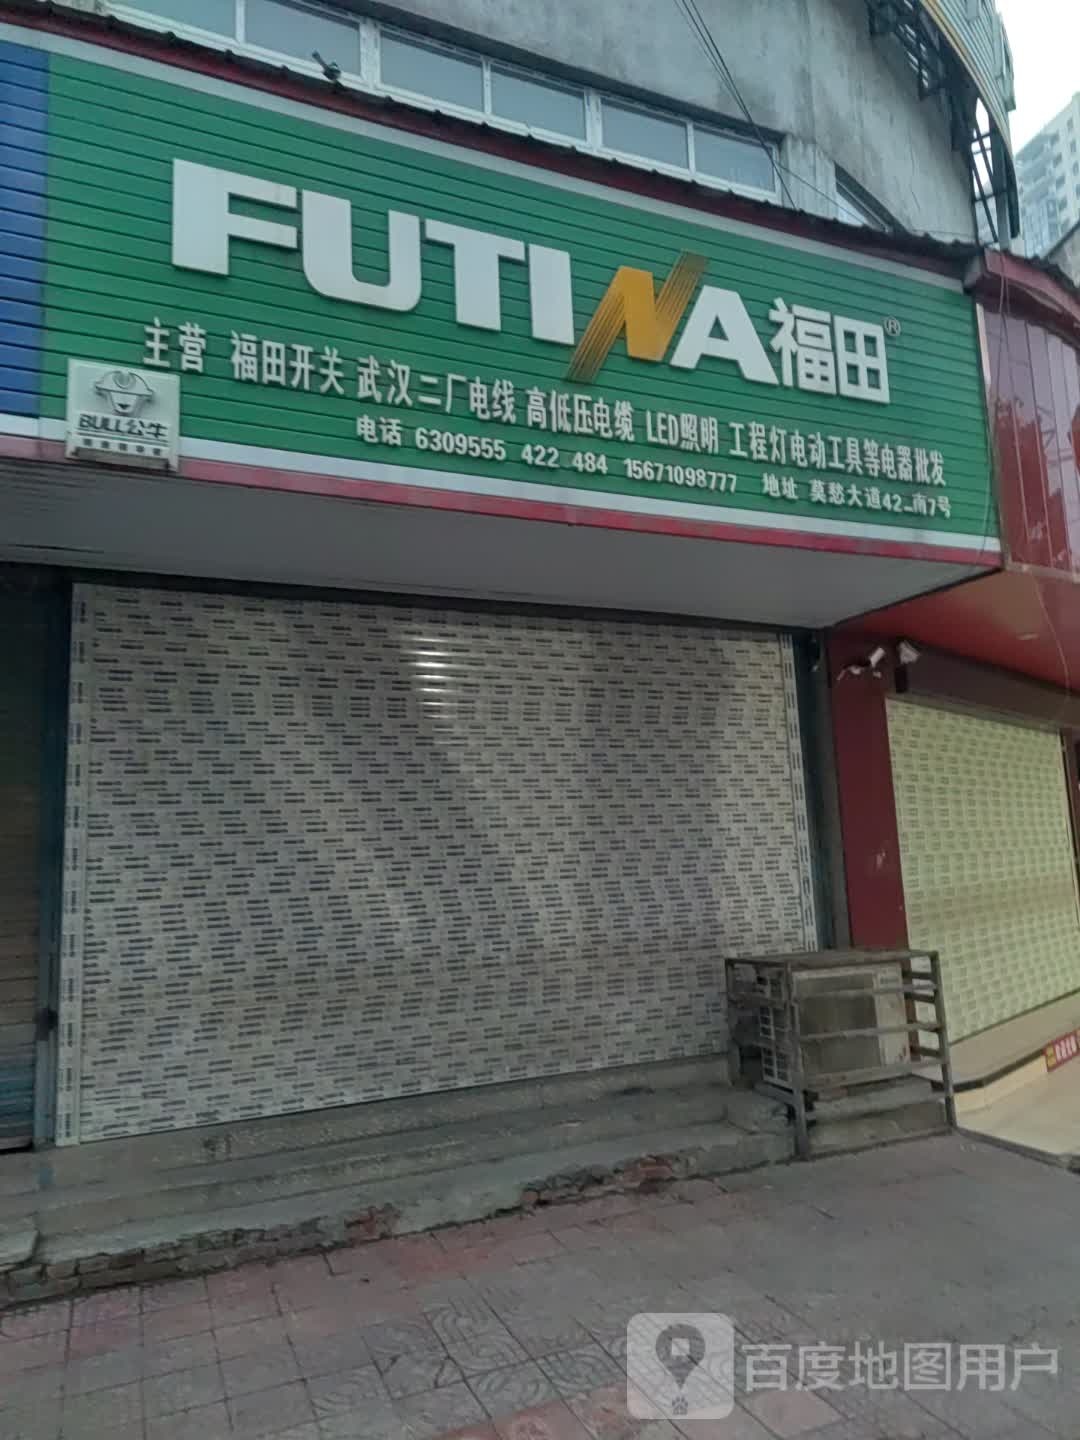 FUTINA福田®
主营 福田开关 武汉二厂电线 高低压电缆 LED照明 工程灯电动工具等电器批发
BULL公牛
电话 6309555 422 484 15671098777 地址 莫愁大道42_南7号
百度地图用户